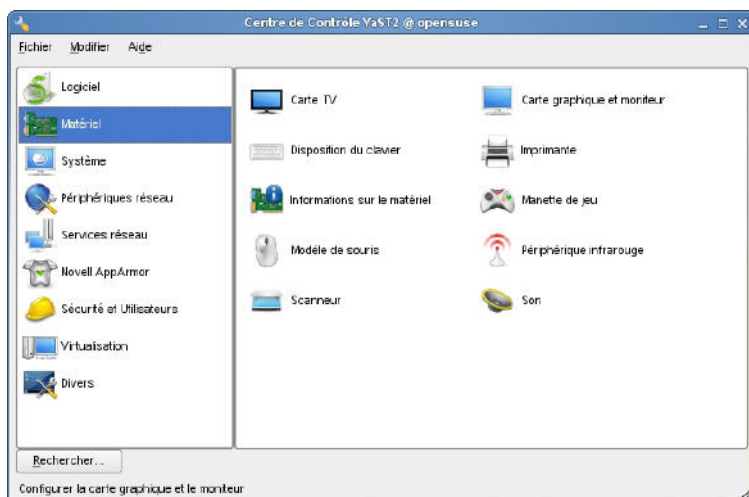 Centre de Contrôle YaST2 @ opensuse
Fichier Modifier Aide
Logiciel
Matériel
Système
Périphériques réseau
Services réseau
Novell AppArmor
Sécurité et Utilisateurs
Virtualisation
Divers
Carte TV
Carte graphique et moniteur
Disposition du clavier
Imprimante
Informations sur le matériel
Manette de jeu
Modèle de souris
Périphérique infrarouge
Scanneur
Son
Rechercher...
Configurer la carte graphique et le moniteur